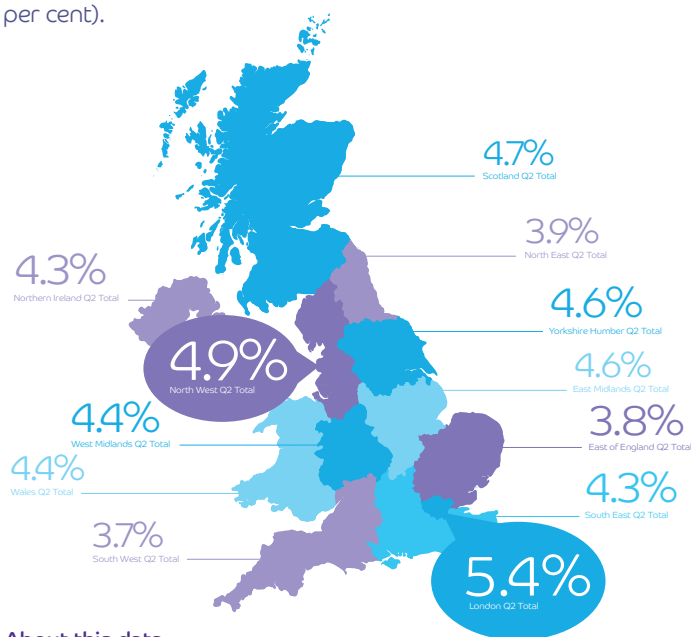 per cent).
4.7%
Scotland Q2 Total
3.9%
North East Q2 Total
4.3%
Northern Ireland Q2 Total
4.6%
Yorkshire Humber Q2 Total
4.9%
North West Q2 Total
4.6%
East Midlands Q2 Total
4.4%
West Midlands Q2 Total
3.8%
East of England Q2 Total
4.4%
Wales Q2 Total
4.3%
South East Q2 Total
3.7%
South West Q2 Total
5.4%
London Q2 Total
About this data